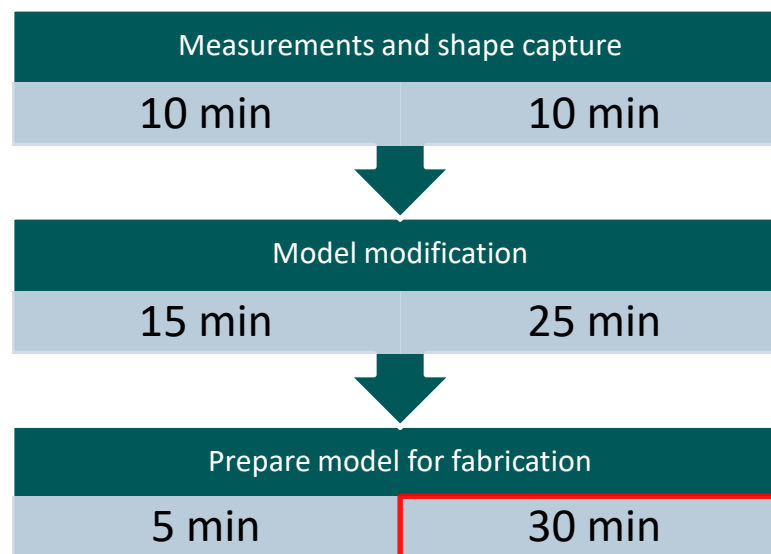 Measurements and shape capture
10 min 10 min
Model modification
15 min 25 min
Prepare model for fabrication
5 min 30 min